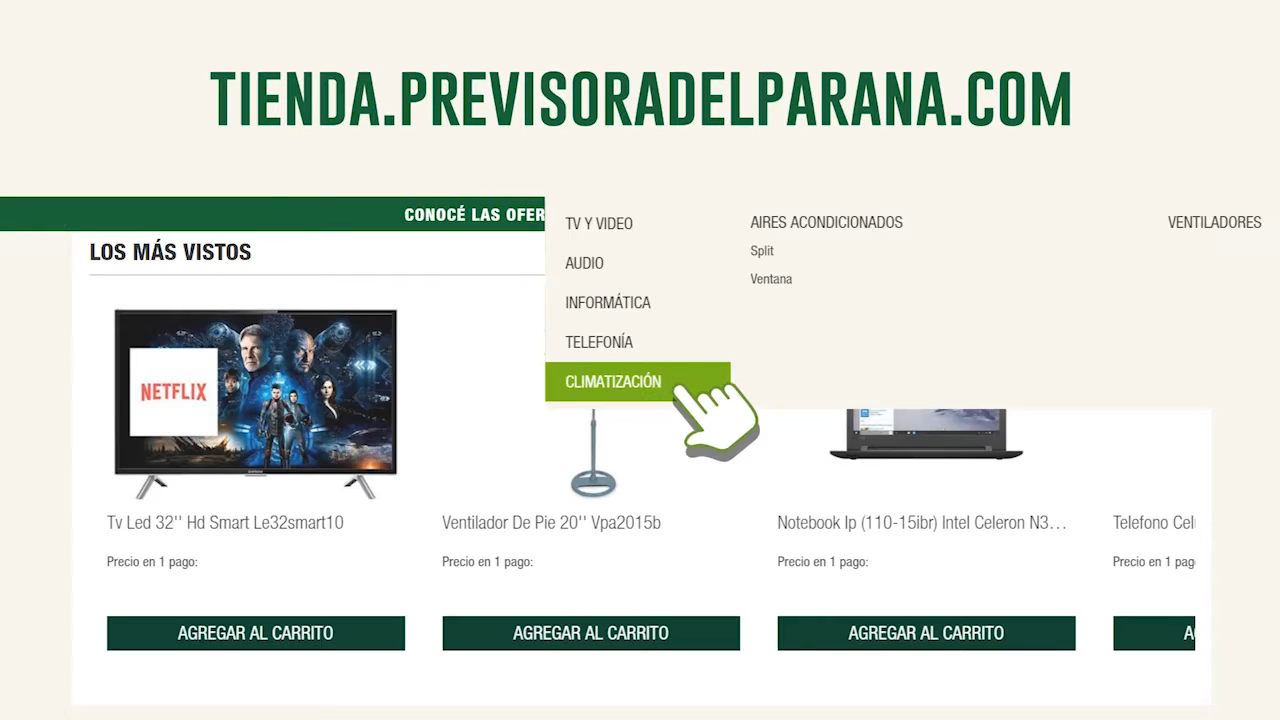 TIENDA.PREVISORADELPARANA.COM
CONOCÉ LAS OFER
TV Y VIDEO
AUDIO
INFORMÁTICA
TELEFONÍA
CLIMATIZACIÓN
AIRES ACONDICIONADOS
Split
Ventana
VENTILADORES
LOS MÁS VISTOS
NETFLIX
Tv Led 32'' Hd Smart Le32smart10
Precio en 1 pago:
AGREGAR AL CARRITO
Ventilador De Pie 20'' Vpa2015b
Precio en 1 pago:
AGREGAR AL CARRITO
Notebook Ip (110-15ibr) Intel Celeron N3...
Precio en 1 pago:
AGREGAR AL CARRITO
Telefono Cel
Precio en 1 pag
A